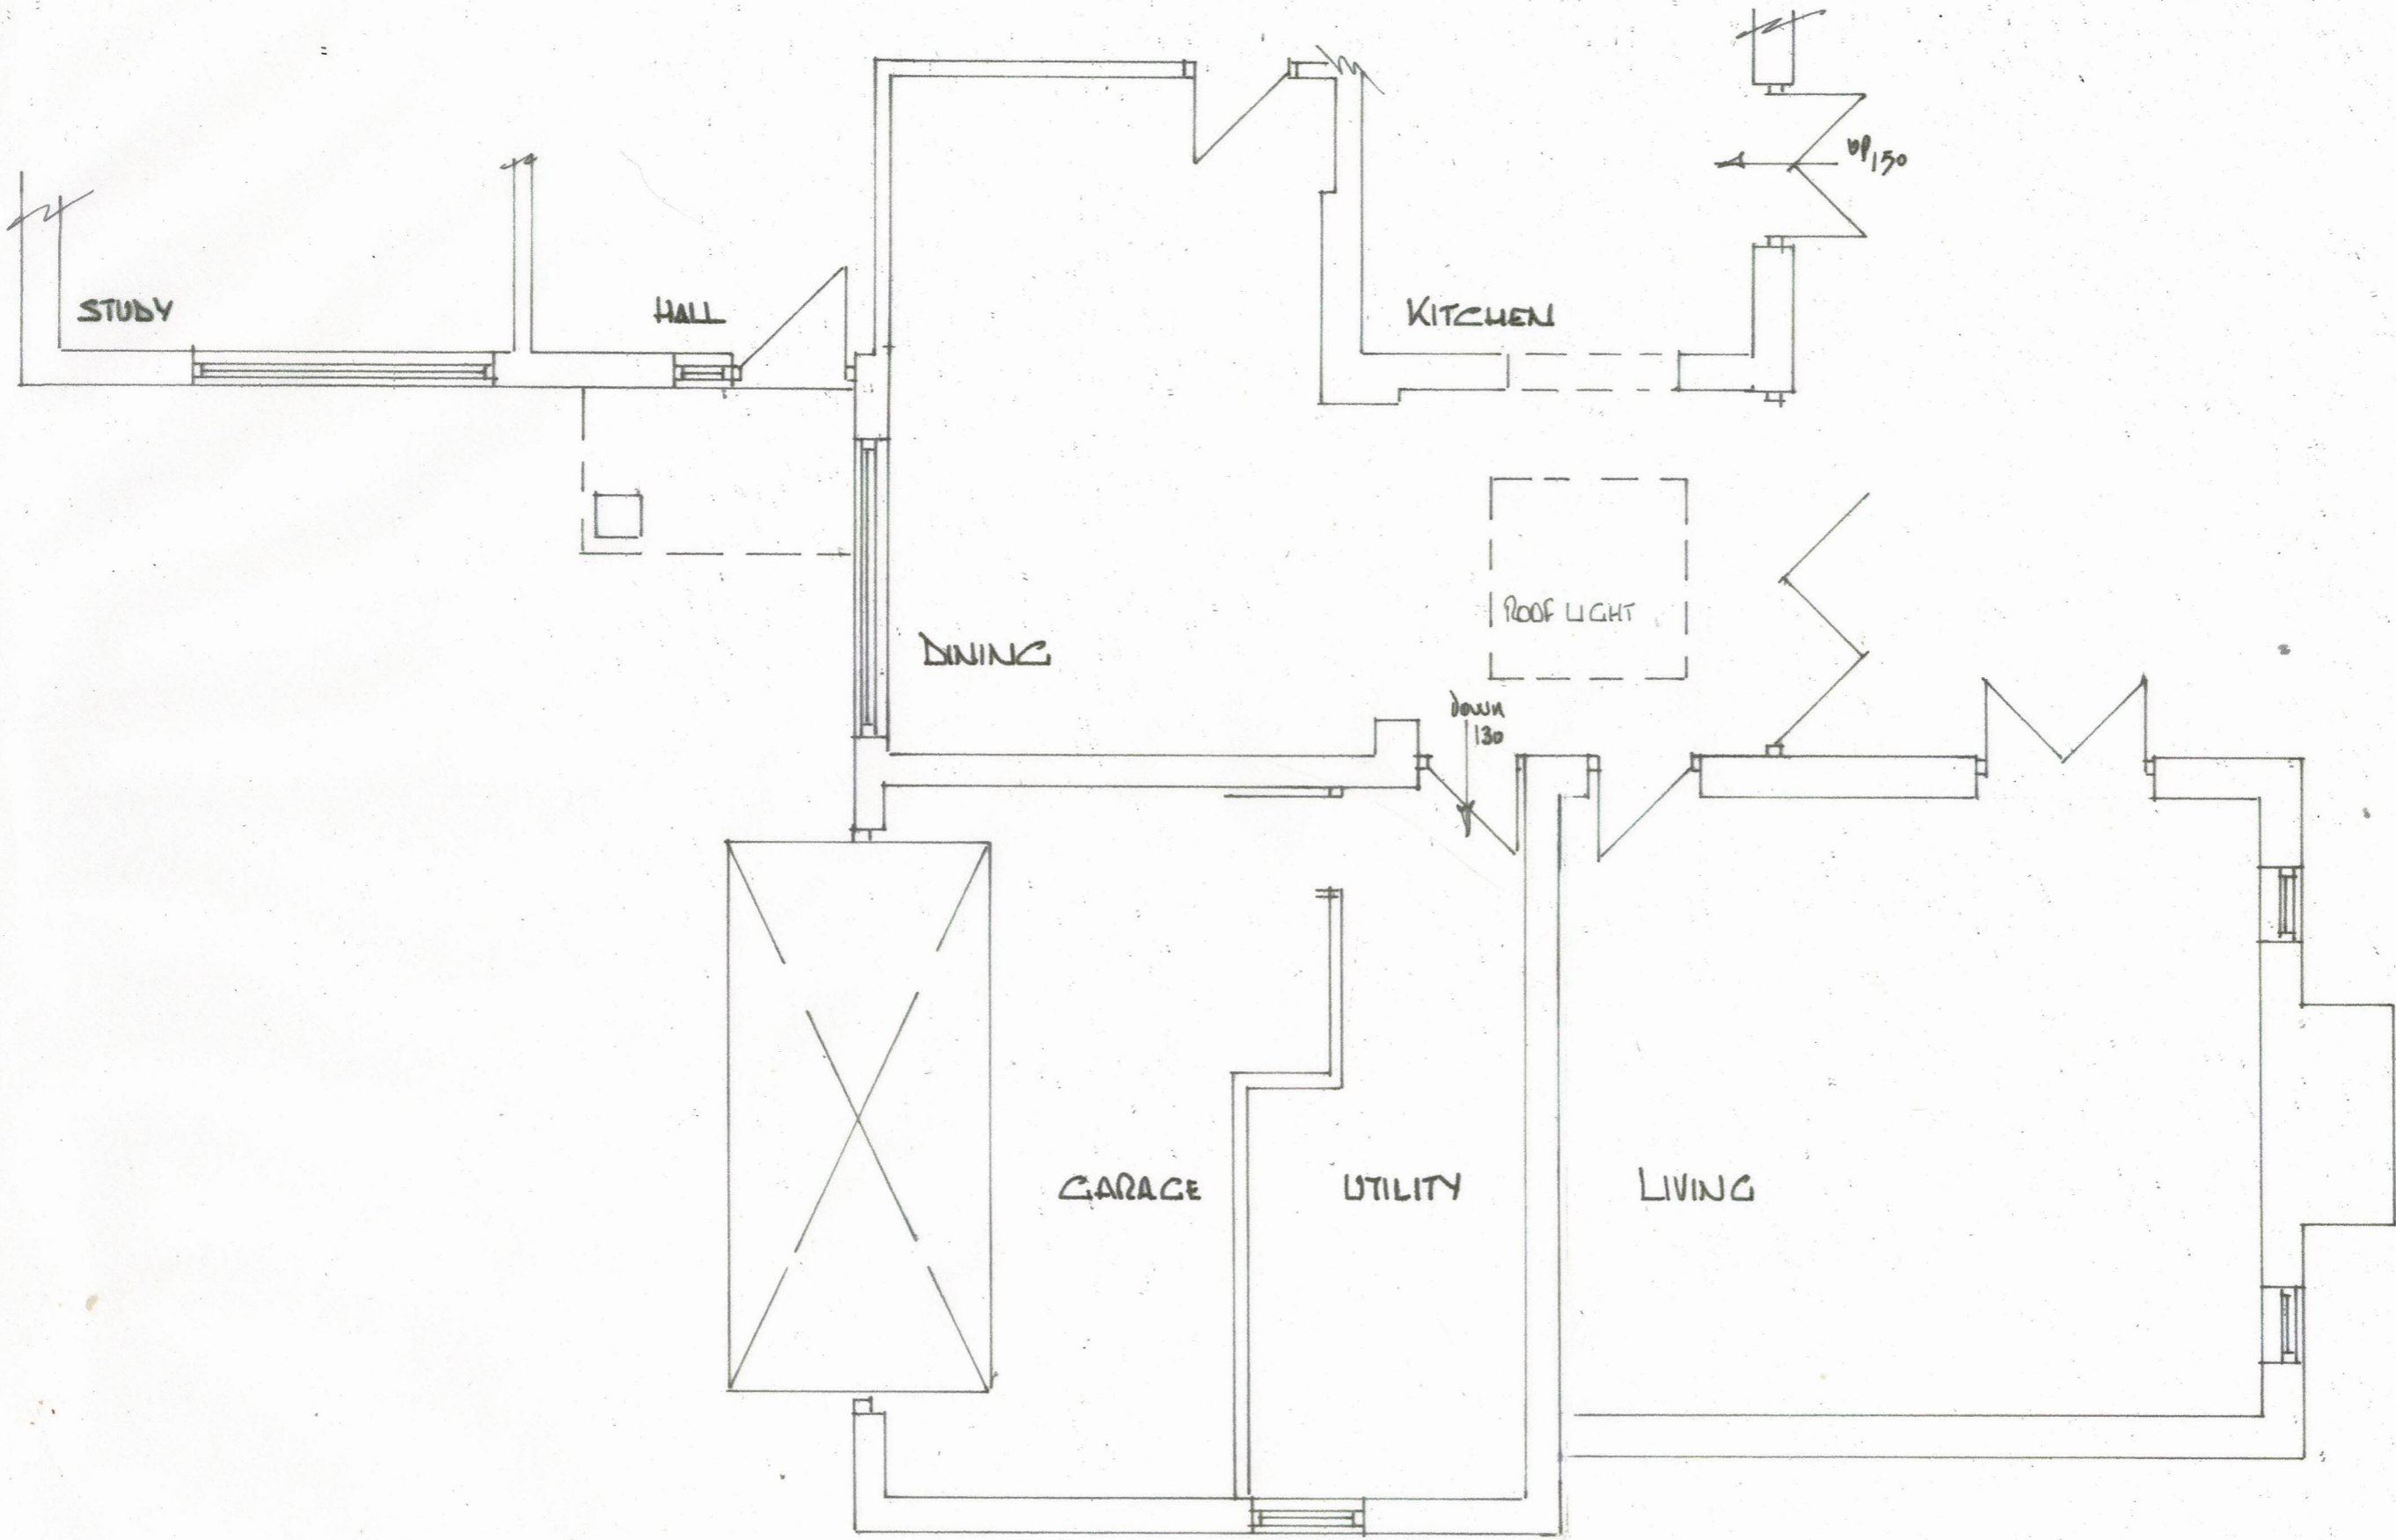 UP 150
STUDY
HALL
KITCHEN
ROOF LIGHT
DINING
DOWN
130
GARAGE
UTILITY
LIVING